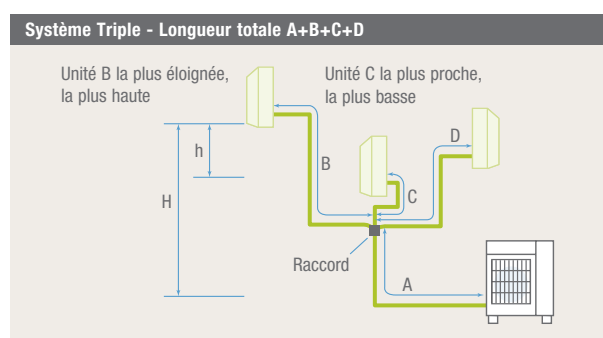 Système Triple - Longueur totale A+B+C+D
Unité B la plus éloignée,
la plus haute
Unité C la plus proche,
la plus basse
h
H
B
C
D
Raccord
A